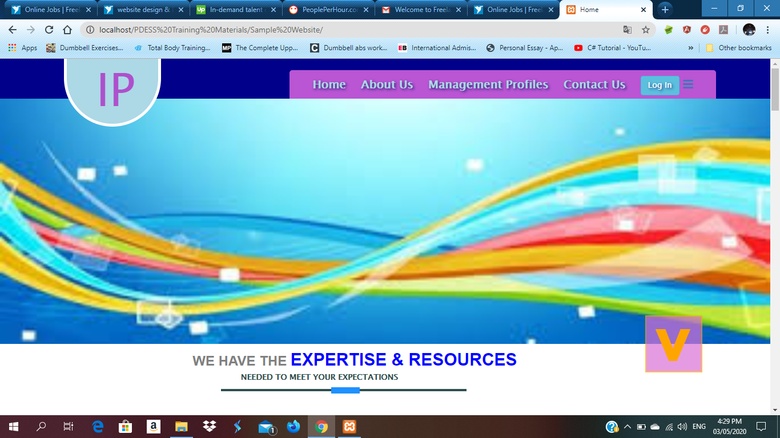 Online Jobs | Free
website design &
In-demand talent
PeoplePerHour.co
Welcome to Freel
Online Jobs | Free
Home
localhost/PDESS%20Training%20Materials/Sample%20Website/
Apps
Dumbbell Exercises...
Total Body Training...
The Complete Upp...
Dumbbell abs work...
International Admis...
Personal Essay - Ap...
C# Tutorial - YouTu...
»
Other bookmarks
IP
Home
About Us
Management Profiles
Contact Us
Log In
V
WE HAVE THE EXPERTISE & RESOURCES
NEEDED TO MEET YOUR EXPECTATIONS
ENG
4:29 PM
03/05/2020